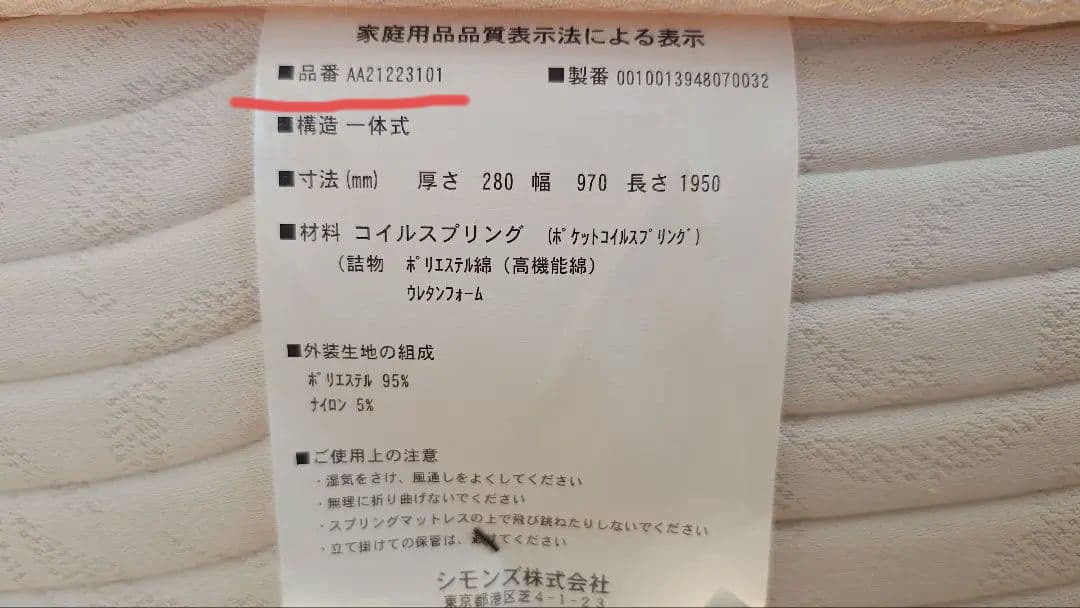 家庭用品品質表示法による表示
■品番 AA21223101 ■製番 0010013948070032
■構造 一体式
■寸法(mm) 厚さ 280 幅 970 長さ 1950
■材料 コイルスプリング (ﾎﾟｹｯﾄｺｲﾙｽﾌﾟﾘﾝｸﾞ)
(詰物 ﾎﾟﾘｴｽﾃﾙ綿(高機能綿)
ｳﾚﾀﾝﾌｫｰﾑ
■外装生地の組成
ﾎﾟﾘｴｽﾃﾙ 95%
ﾅｲﾛﾝ 5%
■ご使用上の注意
・湿気をさけ、風通しをよくしてください
・無理に折り曲げないでください
・スプリングマットレスの上で飛び跳ねたりしないでください
・立て掛けての保管は、避けてください
シモンズ株式会社
東京都港区芝4-1-23